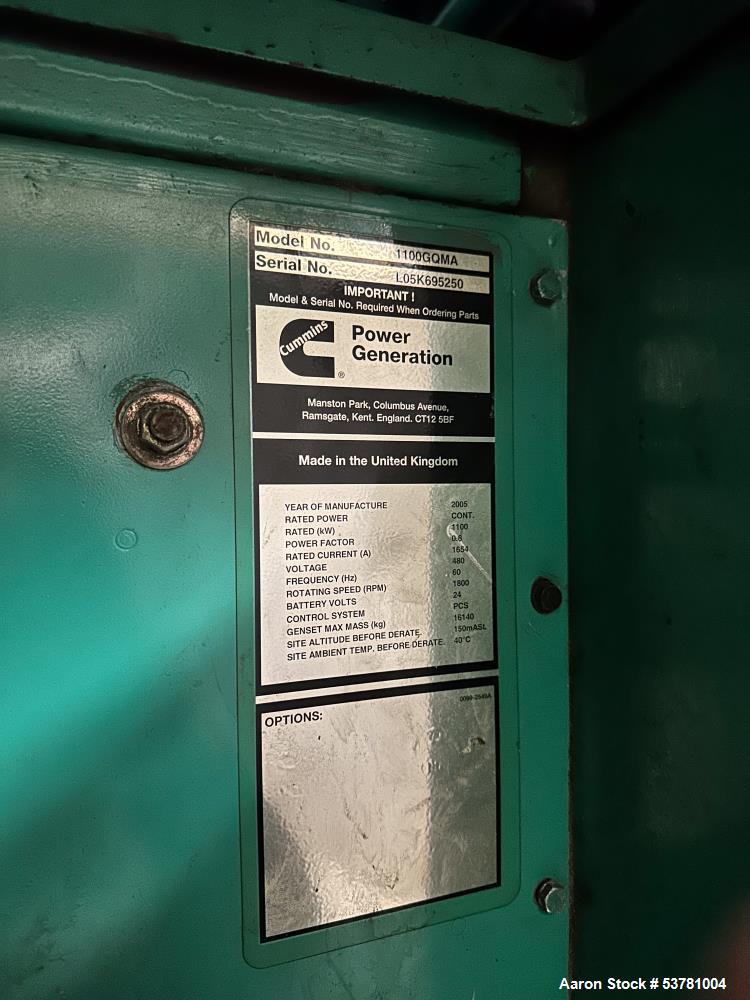 Model No. 1100GQMA
Serial No. L05K695250
IMPORTANT !
Model & Serial No. Required When Ordering Parts
Cummins ® Power
Generation
Manston Park, Columbus Avenue,
Ramsgate, Kent. England. CT12 5BF
Made in the United Kingdom
YEAR OF MANUFACTURE 2005
RATED POWER CONT.
RATED (kW) 1100
POWER FACTOR 0.8
RATED CURRENT (A) 1654
VOLTAGE 480
FREQUENCY (Hz) 60
ROTATING SPEED (RPM) 1800
BATTERY VOLTS 24
CONTROL SYSTEM PCS
GENSET MAX MASS (kg) 16140
SITE ALTITUDE BEFORE DERATE. 150mASL
SITE AMBIENT TEMP. BEFORE DERATE. 40°C
OPTIONS:
Aaron Stock # 53781004